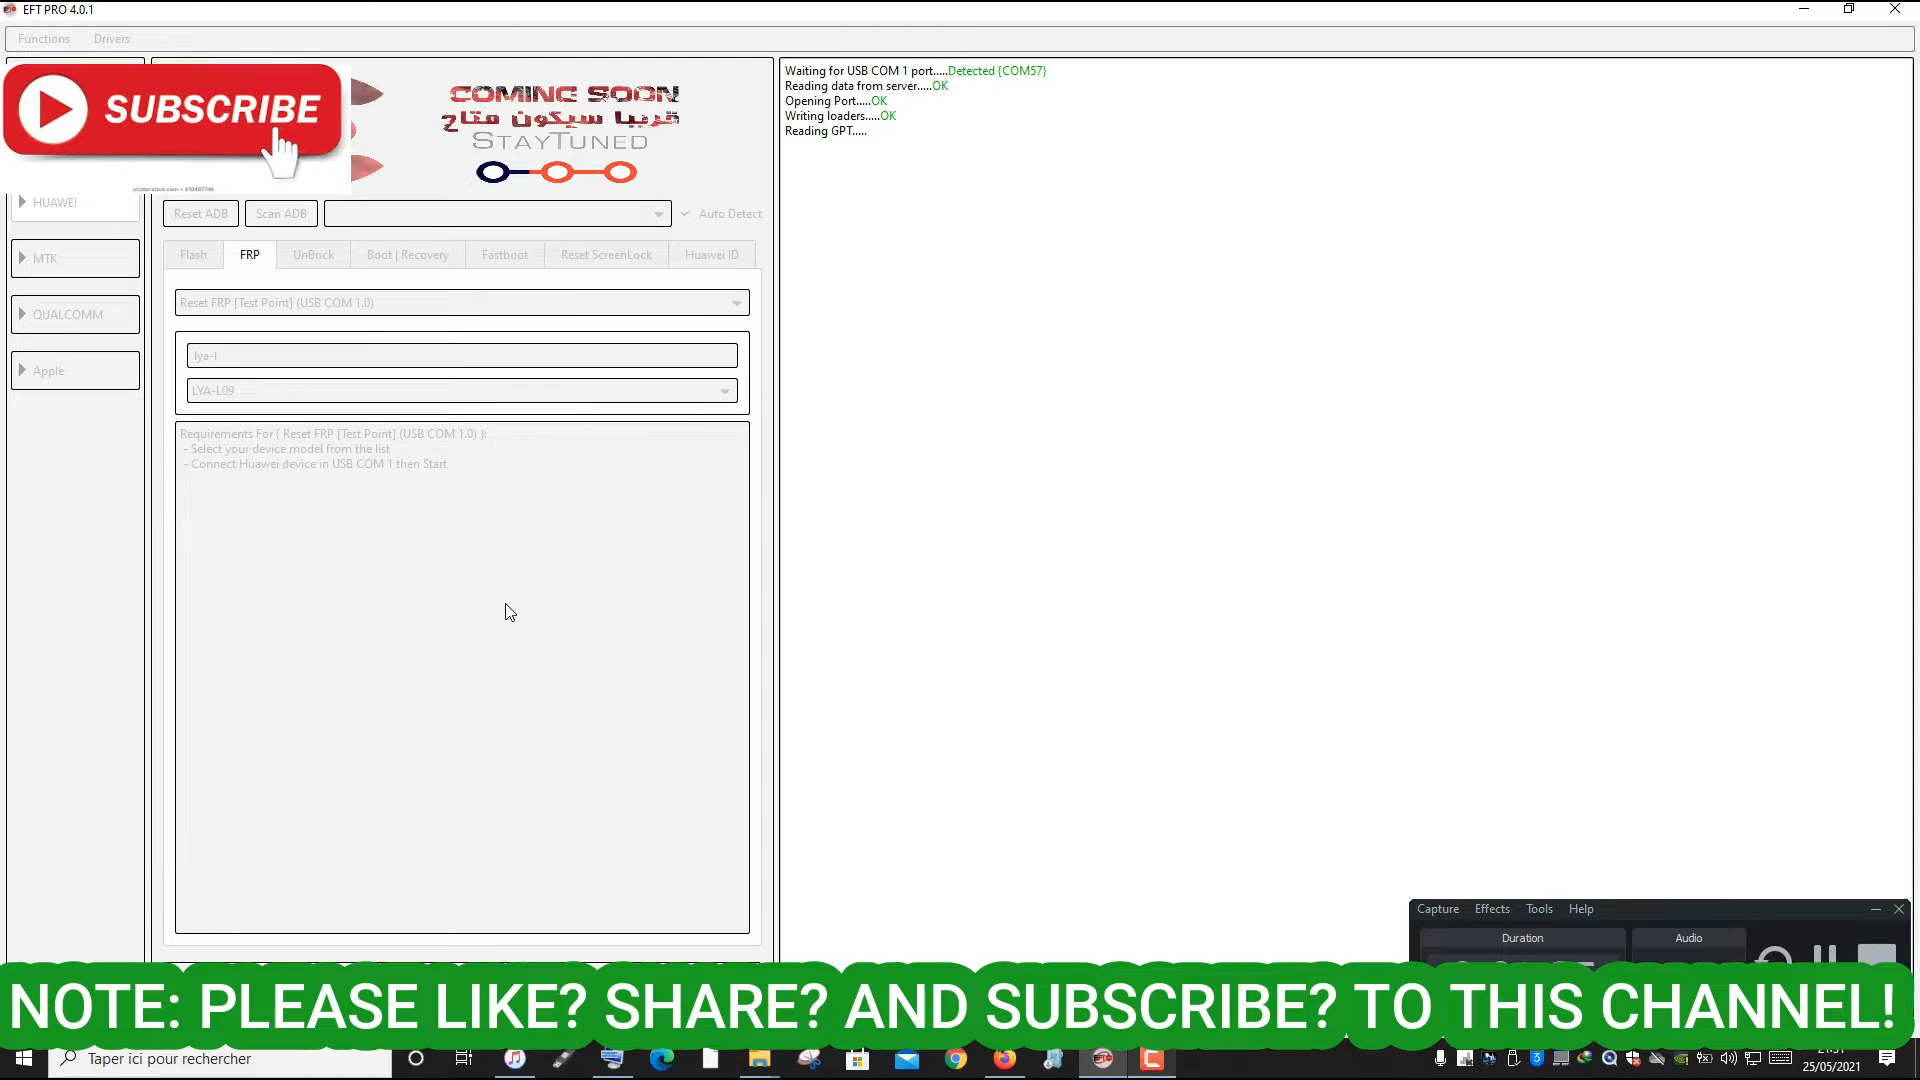 EFT PRO 4.0.1
Functions Drivers
SUBSCRIBE
shutterstock.com • 470487746
COMING SOON
قريبا سيكون متاح
STAYTUNED
Waiting for USB COM 1 port.....Detected {COM57}
Reading data from server.....OK
Opening Port.....OK
Writing loaders.....OK
Reading GPT.....
HUAWEI
MTK
QUALCOMM
Apple
Reset ADB Scan ADB Auto Detect
Flash FRP UnBrick Boot | Recovery Fastboot Reset ScreenLock Huawei ID
Reset FRP [Test Point] (USB COM 1.0)
lya-l
LYA-L09
Requirements For { Reset FRP [Test Point] (USB COM 1.0) }:
- Select your device model from the list
- Connect Huawei device in USB COM 1 then Start
Capture Effects Tools Help
Duration Audio
NOTE: PLEASE LIKE? SHARE? AND SUBSCRIBE? TO THIS CHANNEL!
Taper ici pour rechercher
25/05/2021